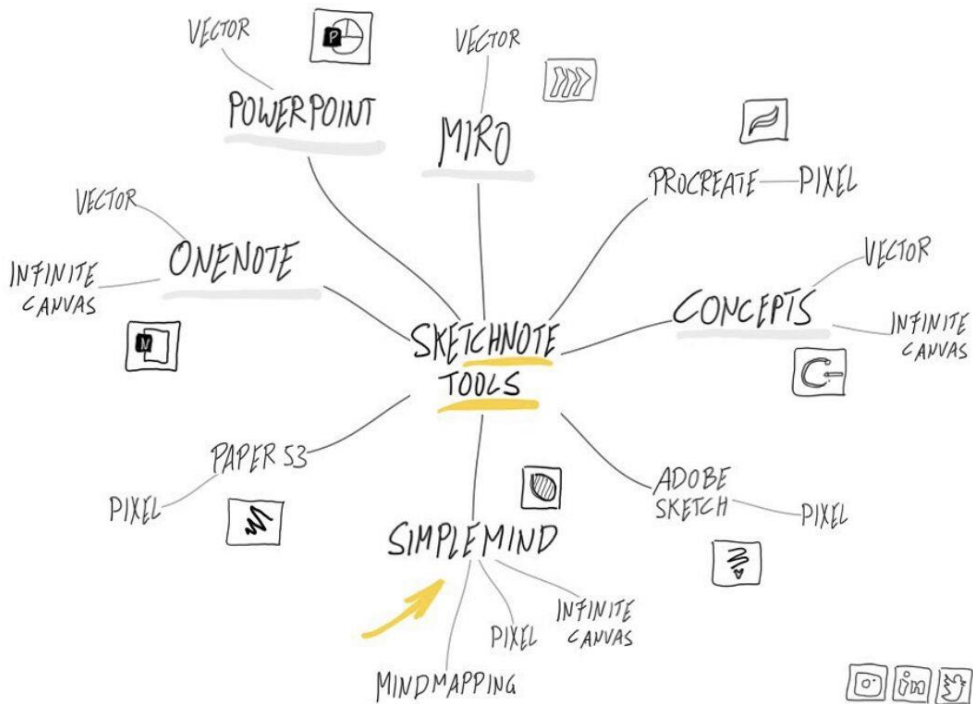 VECTOR
P
POWERPOINT
VECTOR
MIRO
PROCREATE
PIXEL
VECTOR
ONENOTE
INFINITE
CANVAS
N
VECTOR
CONCEPTS
INFINITE
CANVAS
SKETCHNOTE
TOOLS
PAPER 53
PIXEL
ADOBE
SKETCH
PIXEL
SIMPLEMIND
INFINITE
CANVAS
PIXEL
MINDMAPPING
in